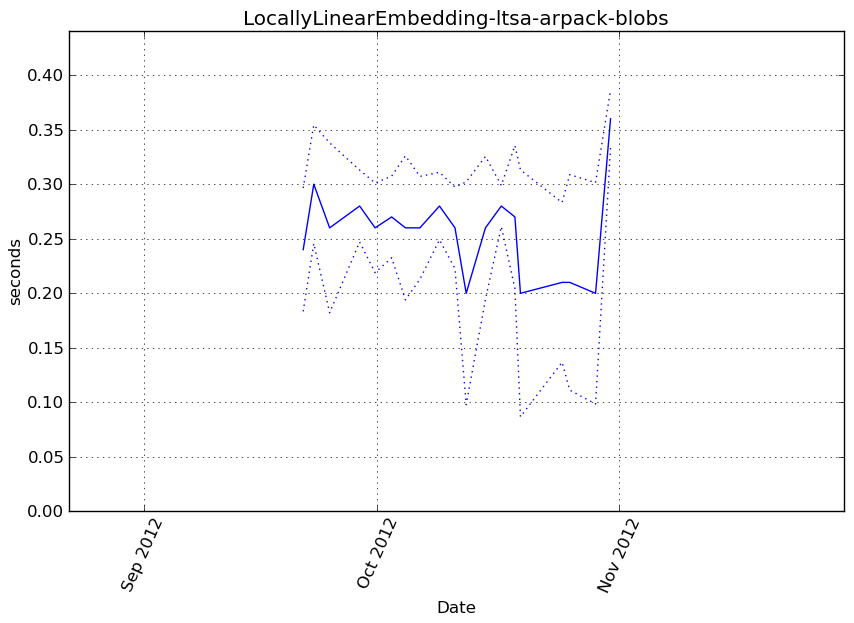 LocallyLinearEmbedding-ltsa-arpack-blobs
0.40
0.35
0.30
0.25
0.20
0.15
0.10
0.05
0.00
seconds
Sep 2012
Oct 2012
Nov 2012
Date